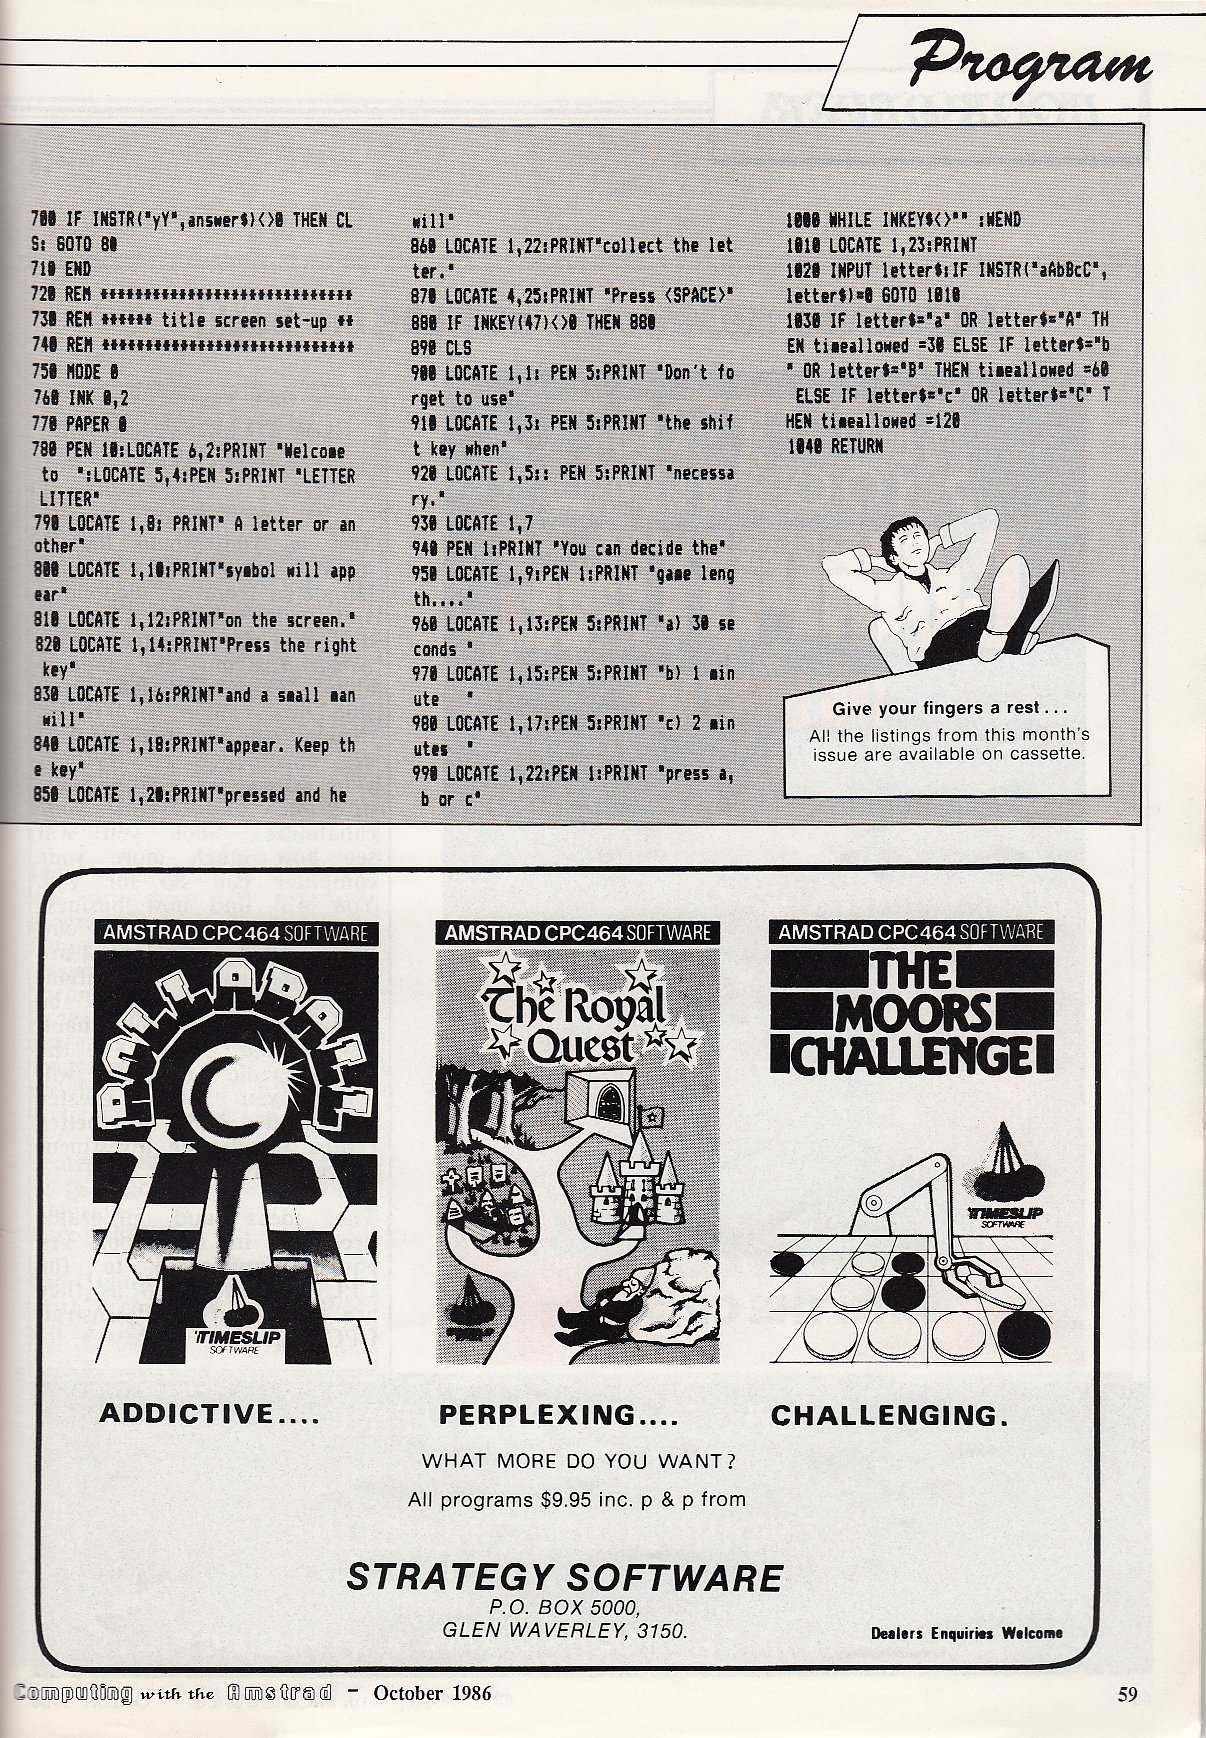 Program
700 IF INSTR("yY",answer$)<>0 THEN CL
S: GOTO 80
710 END
720 REM *****************************
730 REM ****** title screen set-up **
740 REM *****************************
750 MODE 0
760 INK 0,2
770 PAPER 0
780 PEN 10:LOCATE 6,2:PRINT "Welcome
to ":LOCATE 5,4:PEN 5:PRINT "LETTER
LITTER"
790 LOCATE 1,8: PRINT" A letter or an
other"
800 LOCATE 1,10:PRINT"symbol will app
ear"
810 LOCATE 1,12:PRINT"on the screen."
820 LOCATE 1,14:PRINT"Press the right
key"
830 LOCATE 1,16:PRINT"and a small man
will"
840 LOCATE 1,18:PRINT"appear. Keep th
e key"
850 LOCATE 1,20:PRINT"pressed and he
will"
860 LOCATE 1,22:PRINT"collect the let
ter."
870 LOCATE 4,25:PRINT "Press <SPACE>"
880 IF INKEY(47)<>0 THEN 880
890 CLS
900 LOCATE 1,1: PEN 5:PRINT "Don't fo
rget to use"
910 LOCATE 1,3: PEN 5:PRINT "the shif
t key when"
920 LOCATE 1,5:: PEN 5:PRINT "necessa
ry."
930 LOCATE 1,7
940 PEN 1:PRINT "You can decide the"
950 LOCATE 1,9:PEN 1:PRINT "game leng
th...."
960 LOCATE 1,13:PEN 5:PRINT "a) 30 se
conds "
970 LOCATE 1,15:PEN 5:PRINT "b) 1 min
ute   "
980 LOCATE 1,17:PEN 5:PRINT "c) 2 min
utes  "
990 LOCATE 1,22:PEN 1:PRINT "press a,
b or c"
1000 WHILE INKEY$<>"" :WEND
1010 LOCATE 1,23:PRINT
1020 INPUT letter$:IF INSTR("aAbBcC",
letter$)=0 GOTO 1010
1030 IF letter$="a" OR letter$="A" TH
EN timeallowed =30 ELSE IF letter$="b
" OR letter$="B" THEN timeallowed =60
ELSE IF letter$="c" OR letter$="C" T
HEN timeallowed =120
1040 RETURN
Give your fingers a rest . . .
All the listings from this month's
issue are available on cassette.
AMSTRAD CPC464 SOFTWARE
'TIMESLIP
SOFTWARE
ADDICTIVE....
AMSTRAD CPC464 SOFTWARE
The Royal
Quest
PERPLEXING....
AMSTRAD CPC464 SOFTWARE
THE
MOORS
CHALLENGE
'TIMESLIP
SOFTWARE
CHALLENGING.
WHAT MORE DO YOU WANT?
All programs $9.95 inc. p & p from
STRATEGY SOFTWARE
P.O. BOX 5000,
GLEN WAVERLEY, 3150.
Dealers Enquiries Welcome
Computing with the Amstrad – October 1986
59